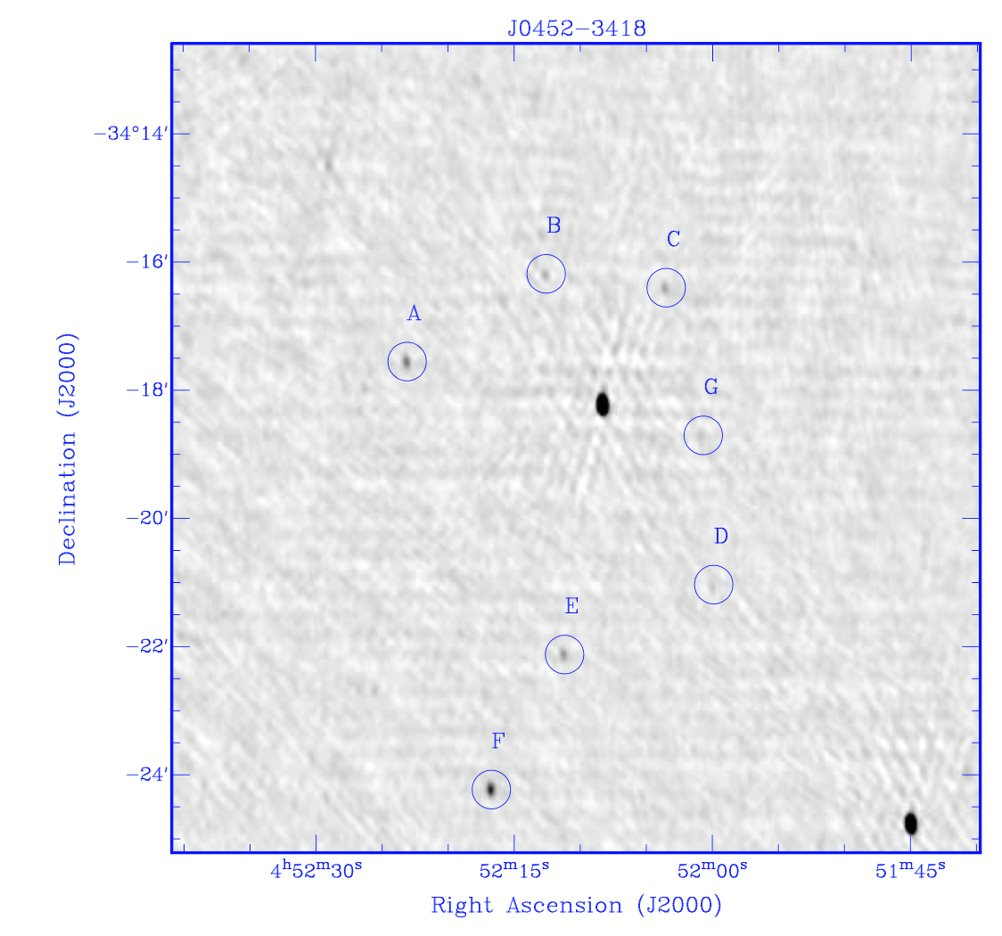 J0452−3418
−34°14′
B
C
−16′
A
−18′
G
Declination (J2000)
−20′
D
E
−22′
F
−24′
4ʰ52ᵐ30ˢ 52ᵐ15ˢ 52ᵐ00ˢ 51ᵐ45ˢ
Right Ascension (J2000)